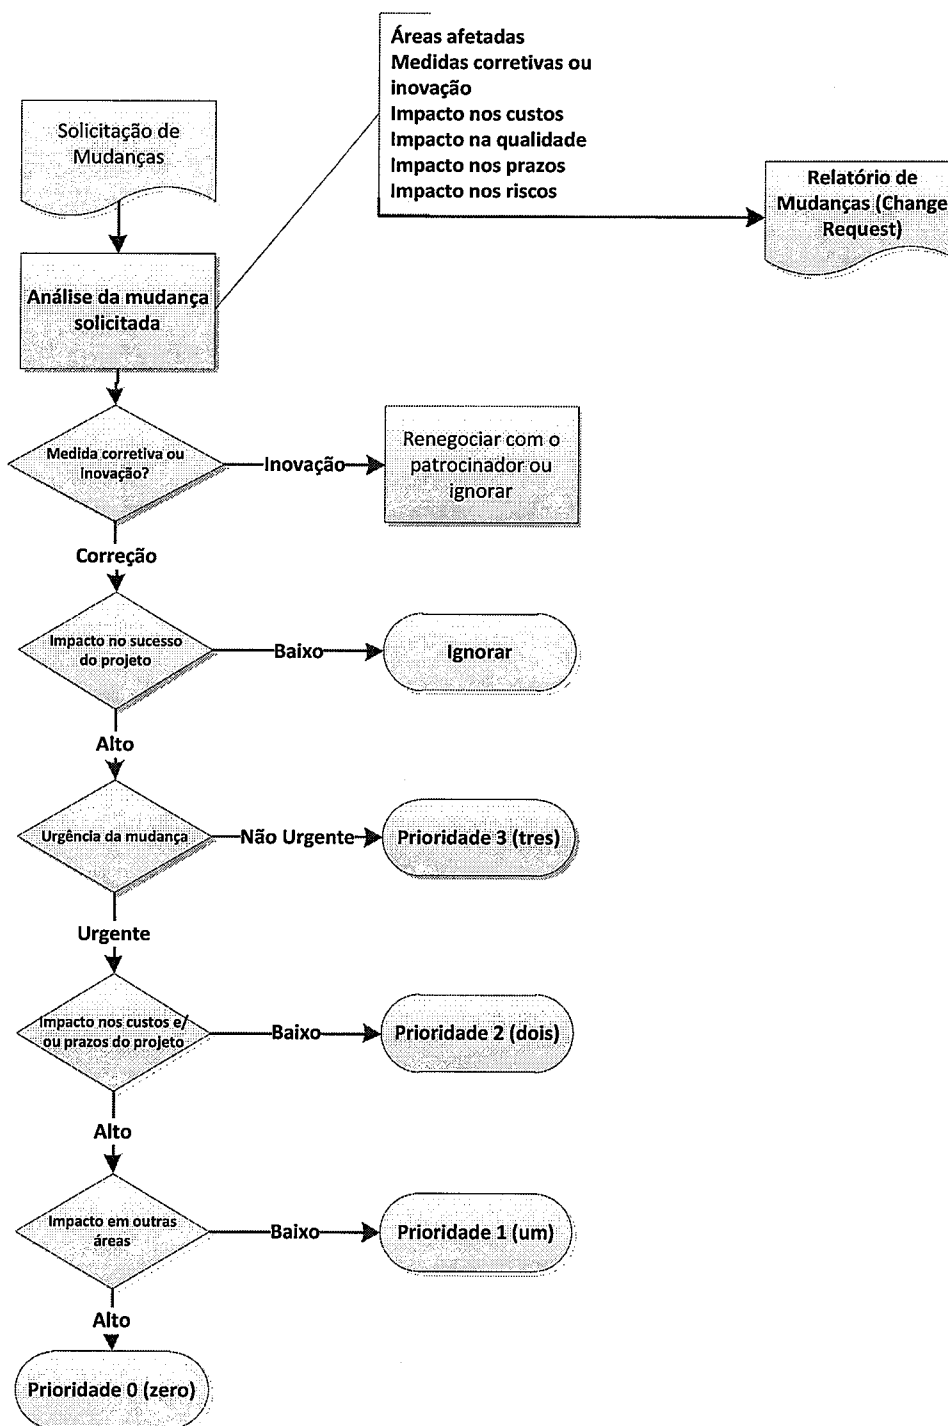 Áreas afetadas
Medidas corretivas ou
inovação
Impacto nos custos
Impacto na qualidade
Impacto nos prazos
Impacto nos riscos
Solicitação de
Mudanças
Relatório de
Mudanças (Change
Request)
Análise da mudança
solicitada
Medida corretiva ou
Inovação?
Inovação
Renegociar com o
patrocinador ou
ignorar
Correção
Impacto no sucesso
do projeto
Baixo
Ignorar
Alto
Urgência da mudança
Não Urgente
Prioridade 3 (tres)
Urgente
Impacto nos custos e/
ou prazos do projeto
Baixo
Prioridade 2 (dois)
Alto
Impacto em outras
áreas
Baixo
Prioridade 1 (um)
Alto
Prioridade 0 (zero)